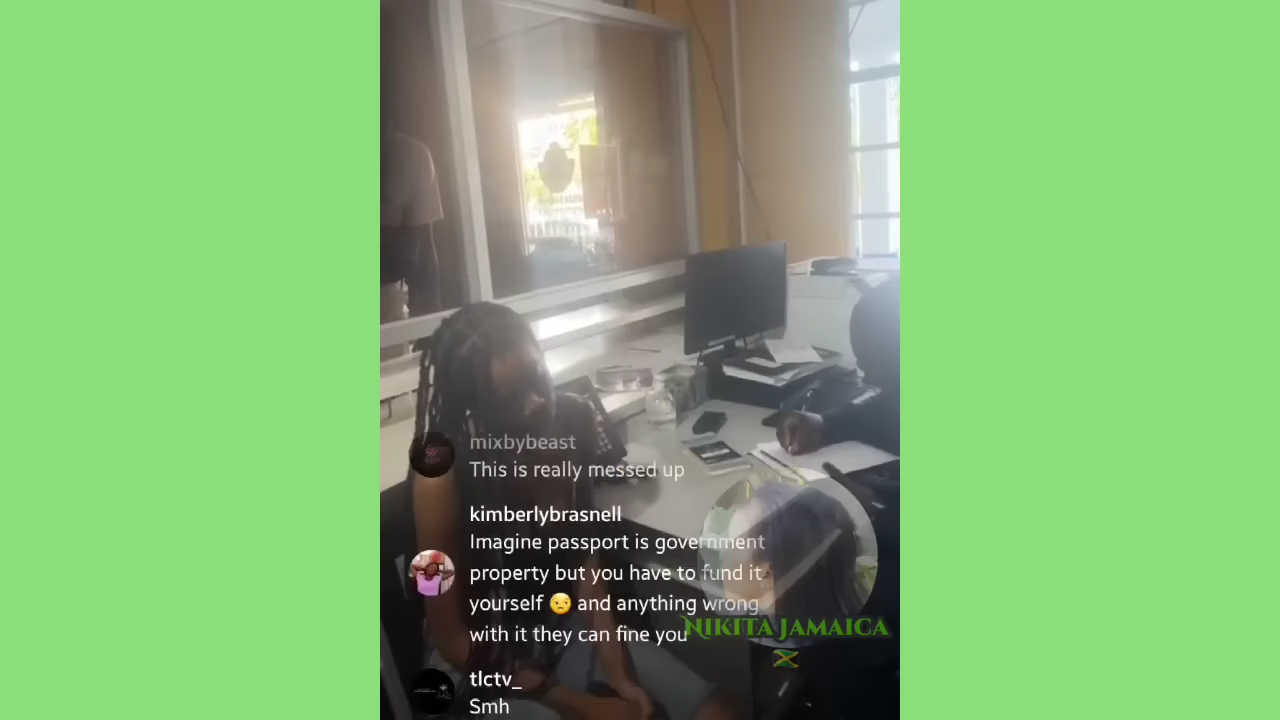 mixbybeast
This is really messed up
kimberlybrasnell
Imagine passport is government
property but you have to fund it
yourself 😒 and anything wrong
with it they can fine you
NIKITA JAMAICA
🇯🇲
tlctv_
Smh